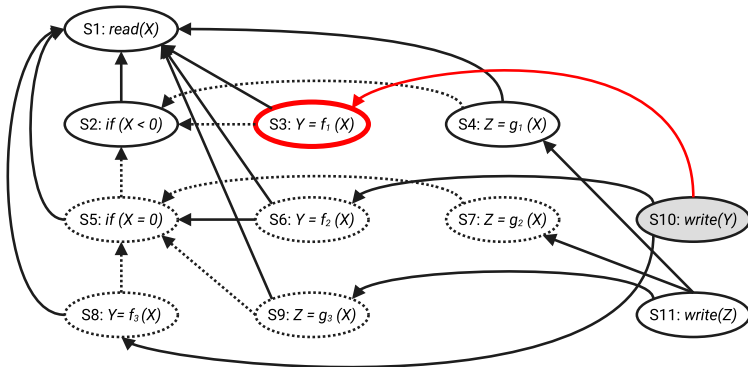 S1: read(X)
S2: if (X < 0)
S3: Y = f₁ (X)
S4: Z = g₁ (X)
S5: if (X = 0)
S6: Y = f₂ (X)
S7: Z = g₂ (X)
S10: write(Y)
S8: Y= f₃ (X)
S9: Z = g₃ (X)
S11: write(Z)